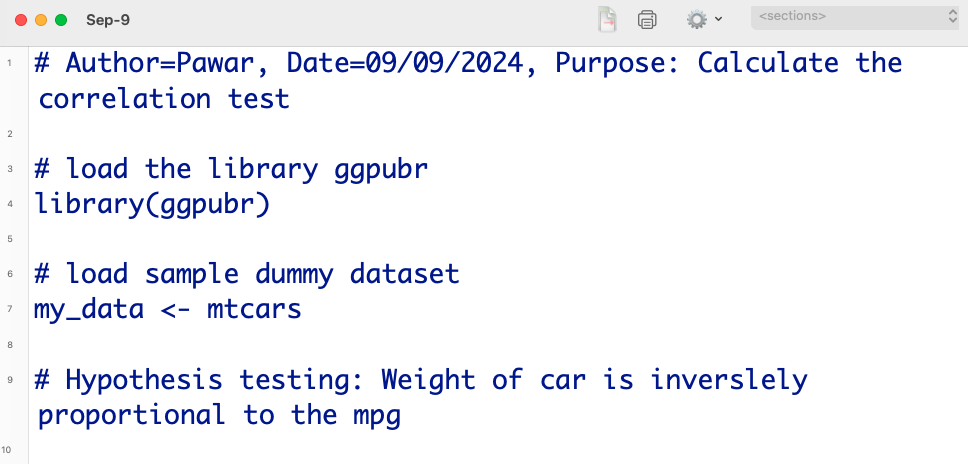 Sep-9
<sections>
1 # Author=Pawar, Date=09/09/2024, Purpose: Calculate the
correlation test
2
3 # load the library ggpubr
4 library(ggpubr)
5
6 # load sample dummy dataset
7 my_data <- mtcars
8
9 # Hypothesis testing: Weight of car is inverslely
proportional to the mpg
10